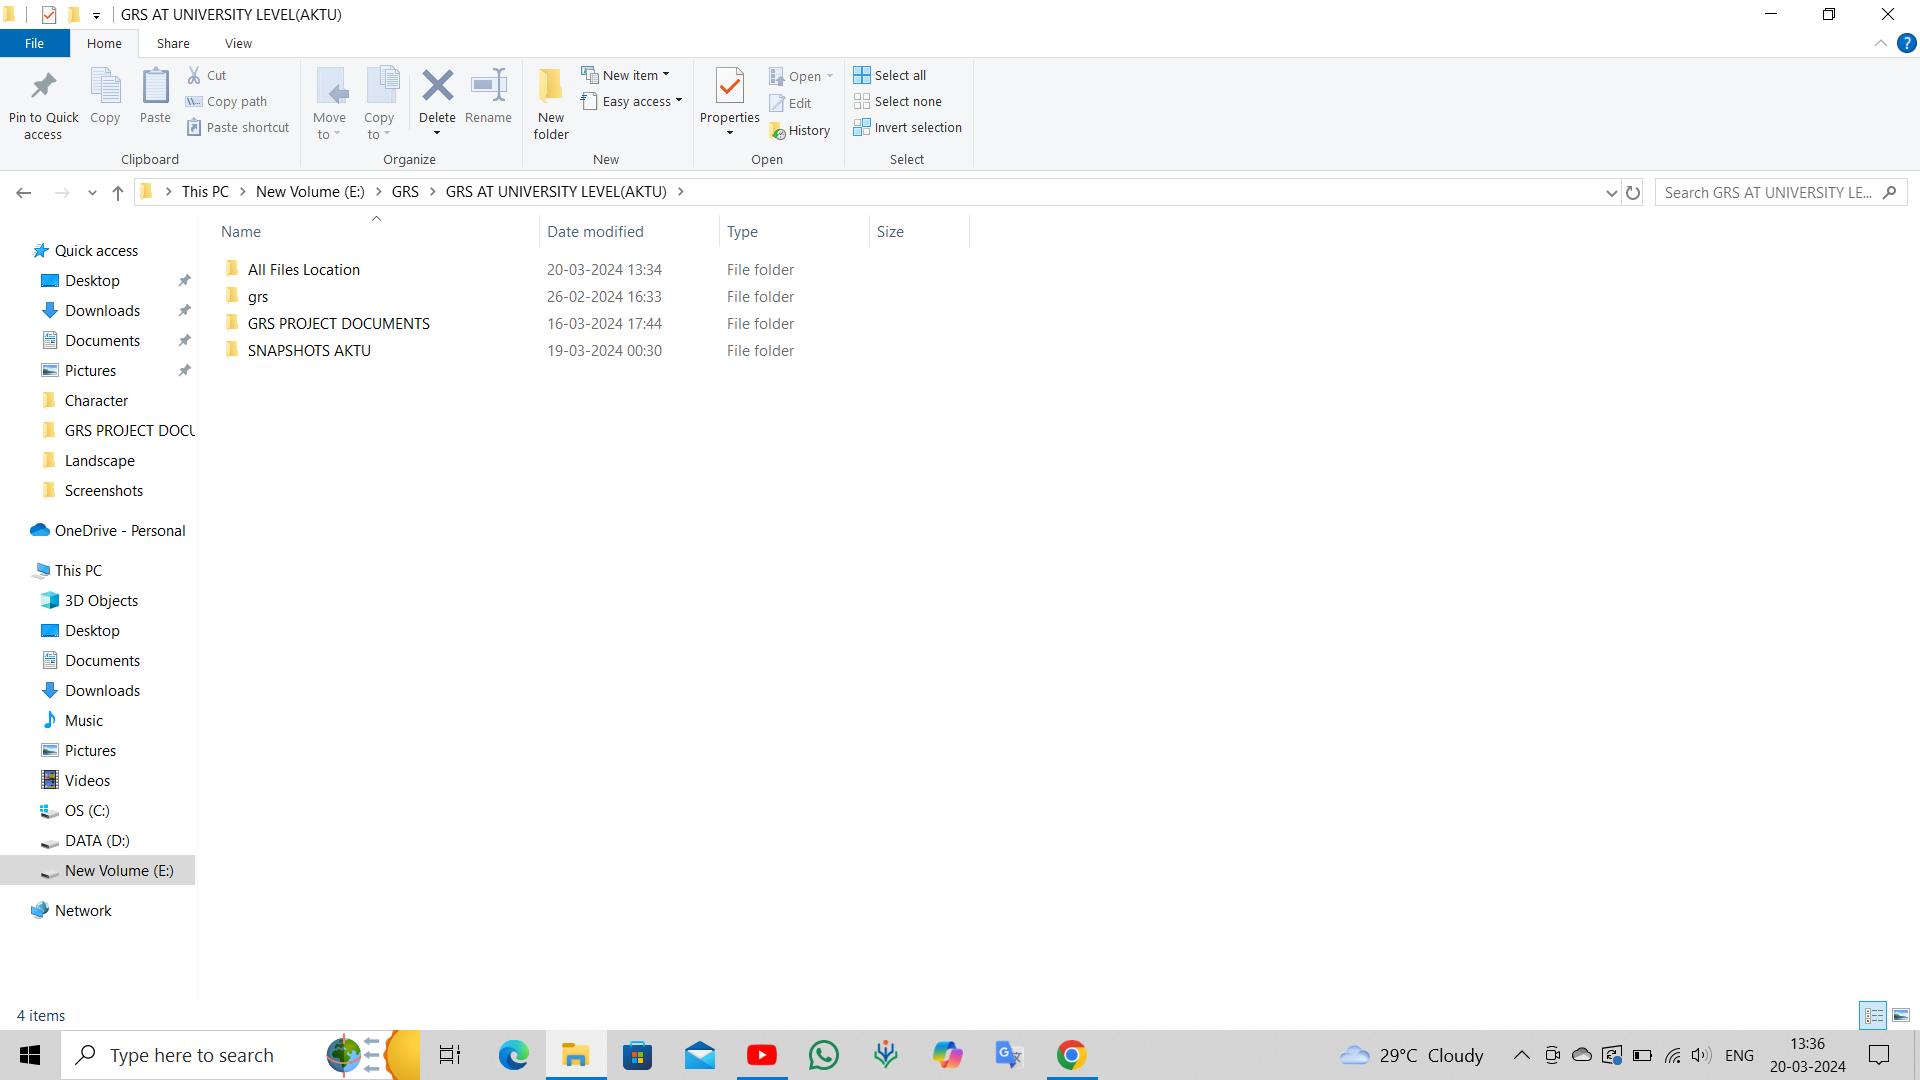 GRS AT UNIVERSITY LEVEL(AKTU)
File Home Share View
Pin to Quick access
Copy
Paste
Cut
Copy path
Paste shortcut
Clipboard
Move to
Copy to
Delete
Rename
Organize
New folder
New item
Easy access
New
Properties
Open
Edit
History
Open
Select all
Select none
Invert selection
Select
This PC > New Volume (E:) > GRS > GRS AT UNIVERSITY LEVEL(AKTU) >
Search GRS AT UNIVERSITY LE...
Name Date modified Type Size
All Files Location 20-03-2024 13:34 File folder
grs 26-02-2024 16:33 File folder
GRS PROJECT DOCUMENTS 16-03-2024 17:44 File folder
SNAPSHOTS AKTU 19-03-2024 00:30 File folder
Quick access
Desktop
Downloads
Documents
Pictures
Character
GRS PROJECT DOCU
Landscape
Screenshots
OneDrive - Personal
This PC
3D Objects
Desktop
Documents
Downloads
Music
Pictures
Videos
OS (C:)
DATA (D:)
New Volume (E:)
Network
4 items
Type here to search
29°C Cloudy
ENG
13:36
20-03-2024